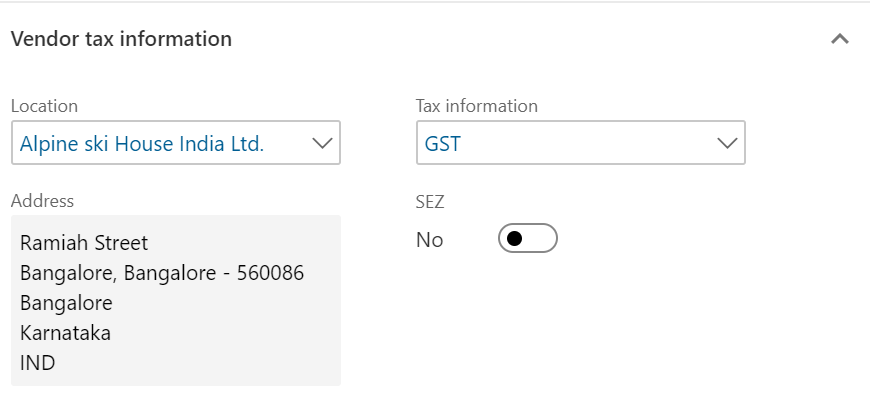 Vendor tax information
Location
Alpine ski House India Ltd.
Tax information
GST
Address
Ramiah Street
Bangalore, Bangalore - 560086
Bangalore
Karnataka
IND
SEZ
No